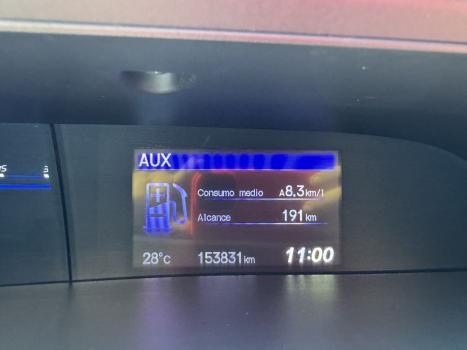 AUX
Consumo medio A8.3km/l
Alcance 191km
28°C 153831km 11:00